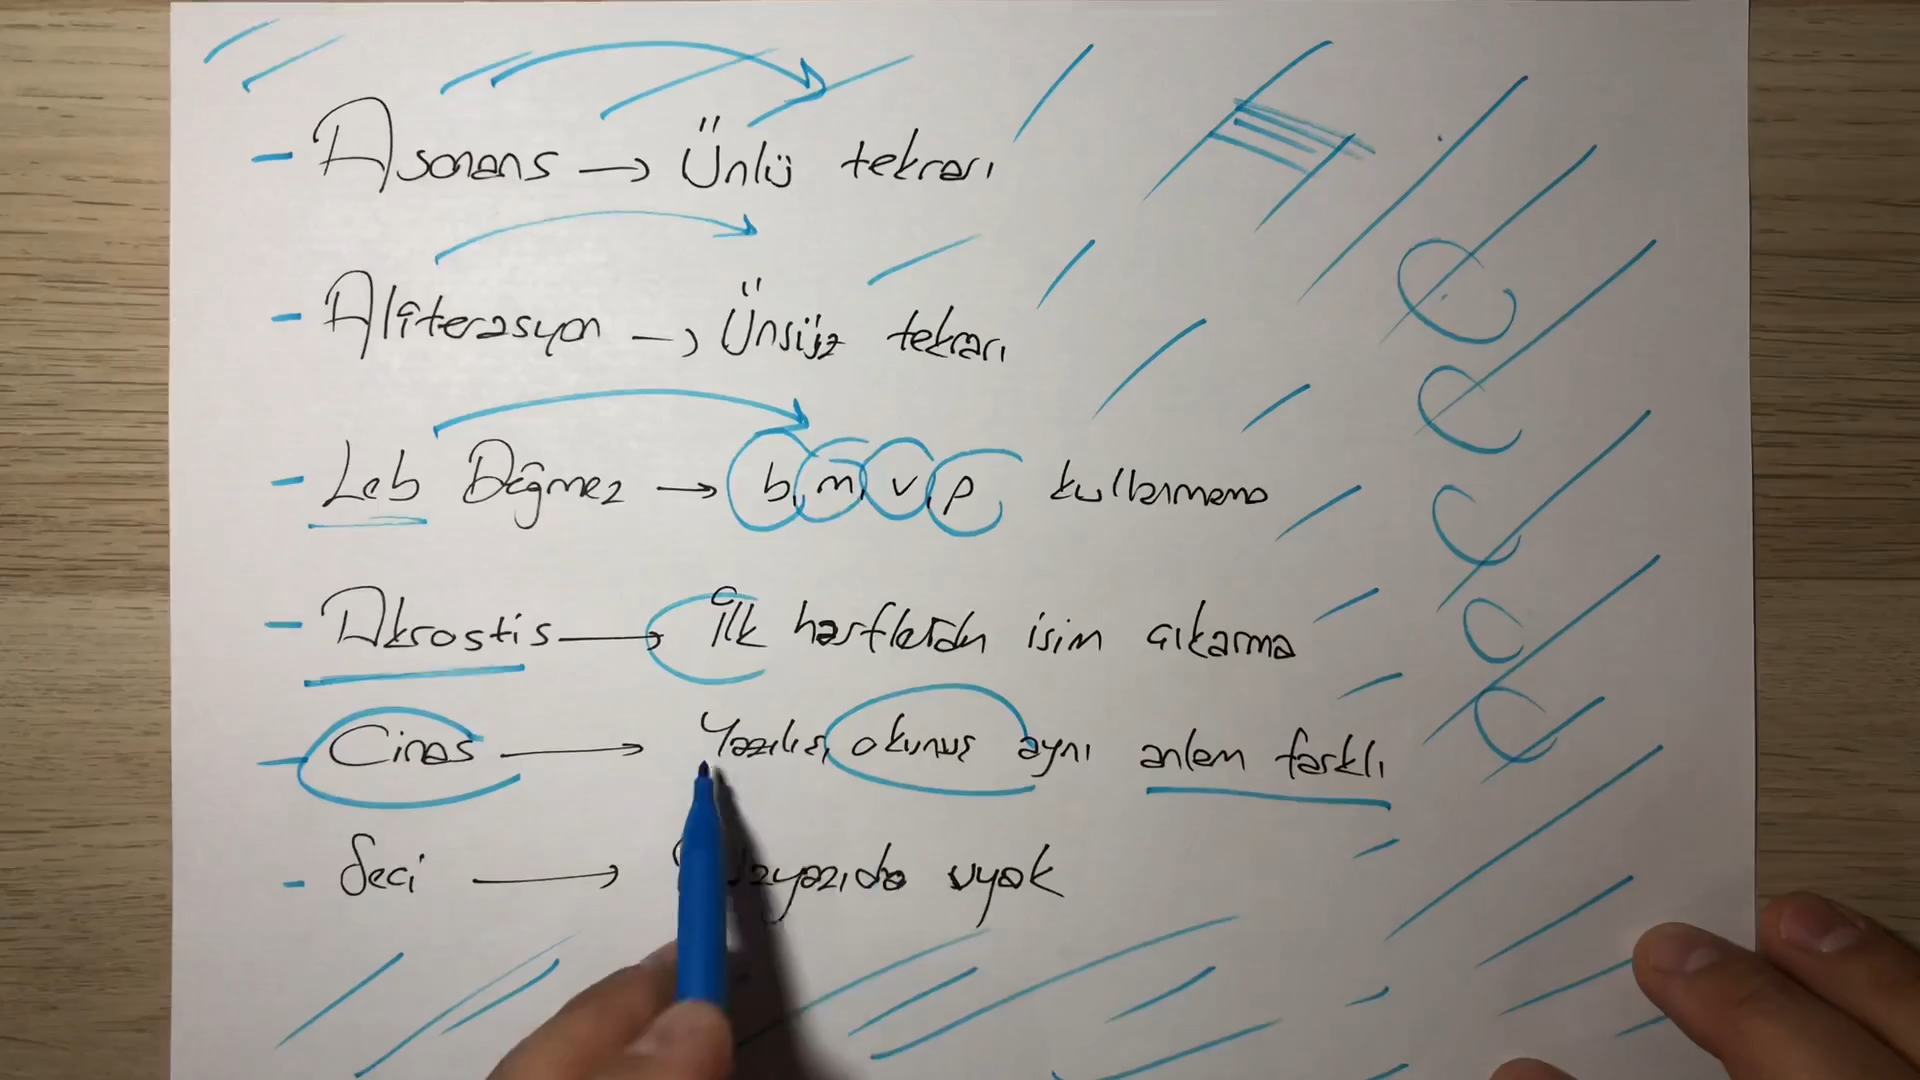 - Asonans → Ünlü tekrarı
- Aliterasyon → Ünsüz tekrarı
- Leb Değmez → b, m, v, p kullanmama
- Akrostis → İlk harflerden isim çıkarma
- Cinas → Yazılış, okunuş aynı anlam farklı
- Seci → uyak